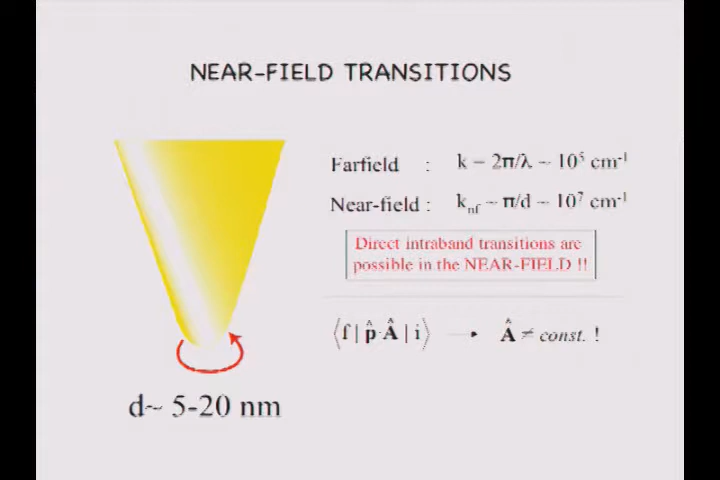 NEAR-FIELD TRANSITIONS
Farfield : k = 2π/λ ~ 10⁵ cm⁻¹
Near-field : k_nf ~ π/d ~ 10⁷ cm⁻¹
Direct intraband transitions are
possible in the NEAR-FIELD !!
⟨f | p̂·Â | i⟩ → Â ≠ const. !
d~ 5-20 nm